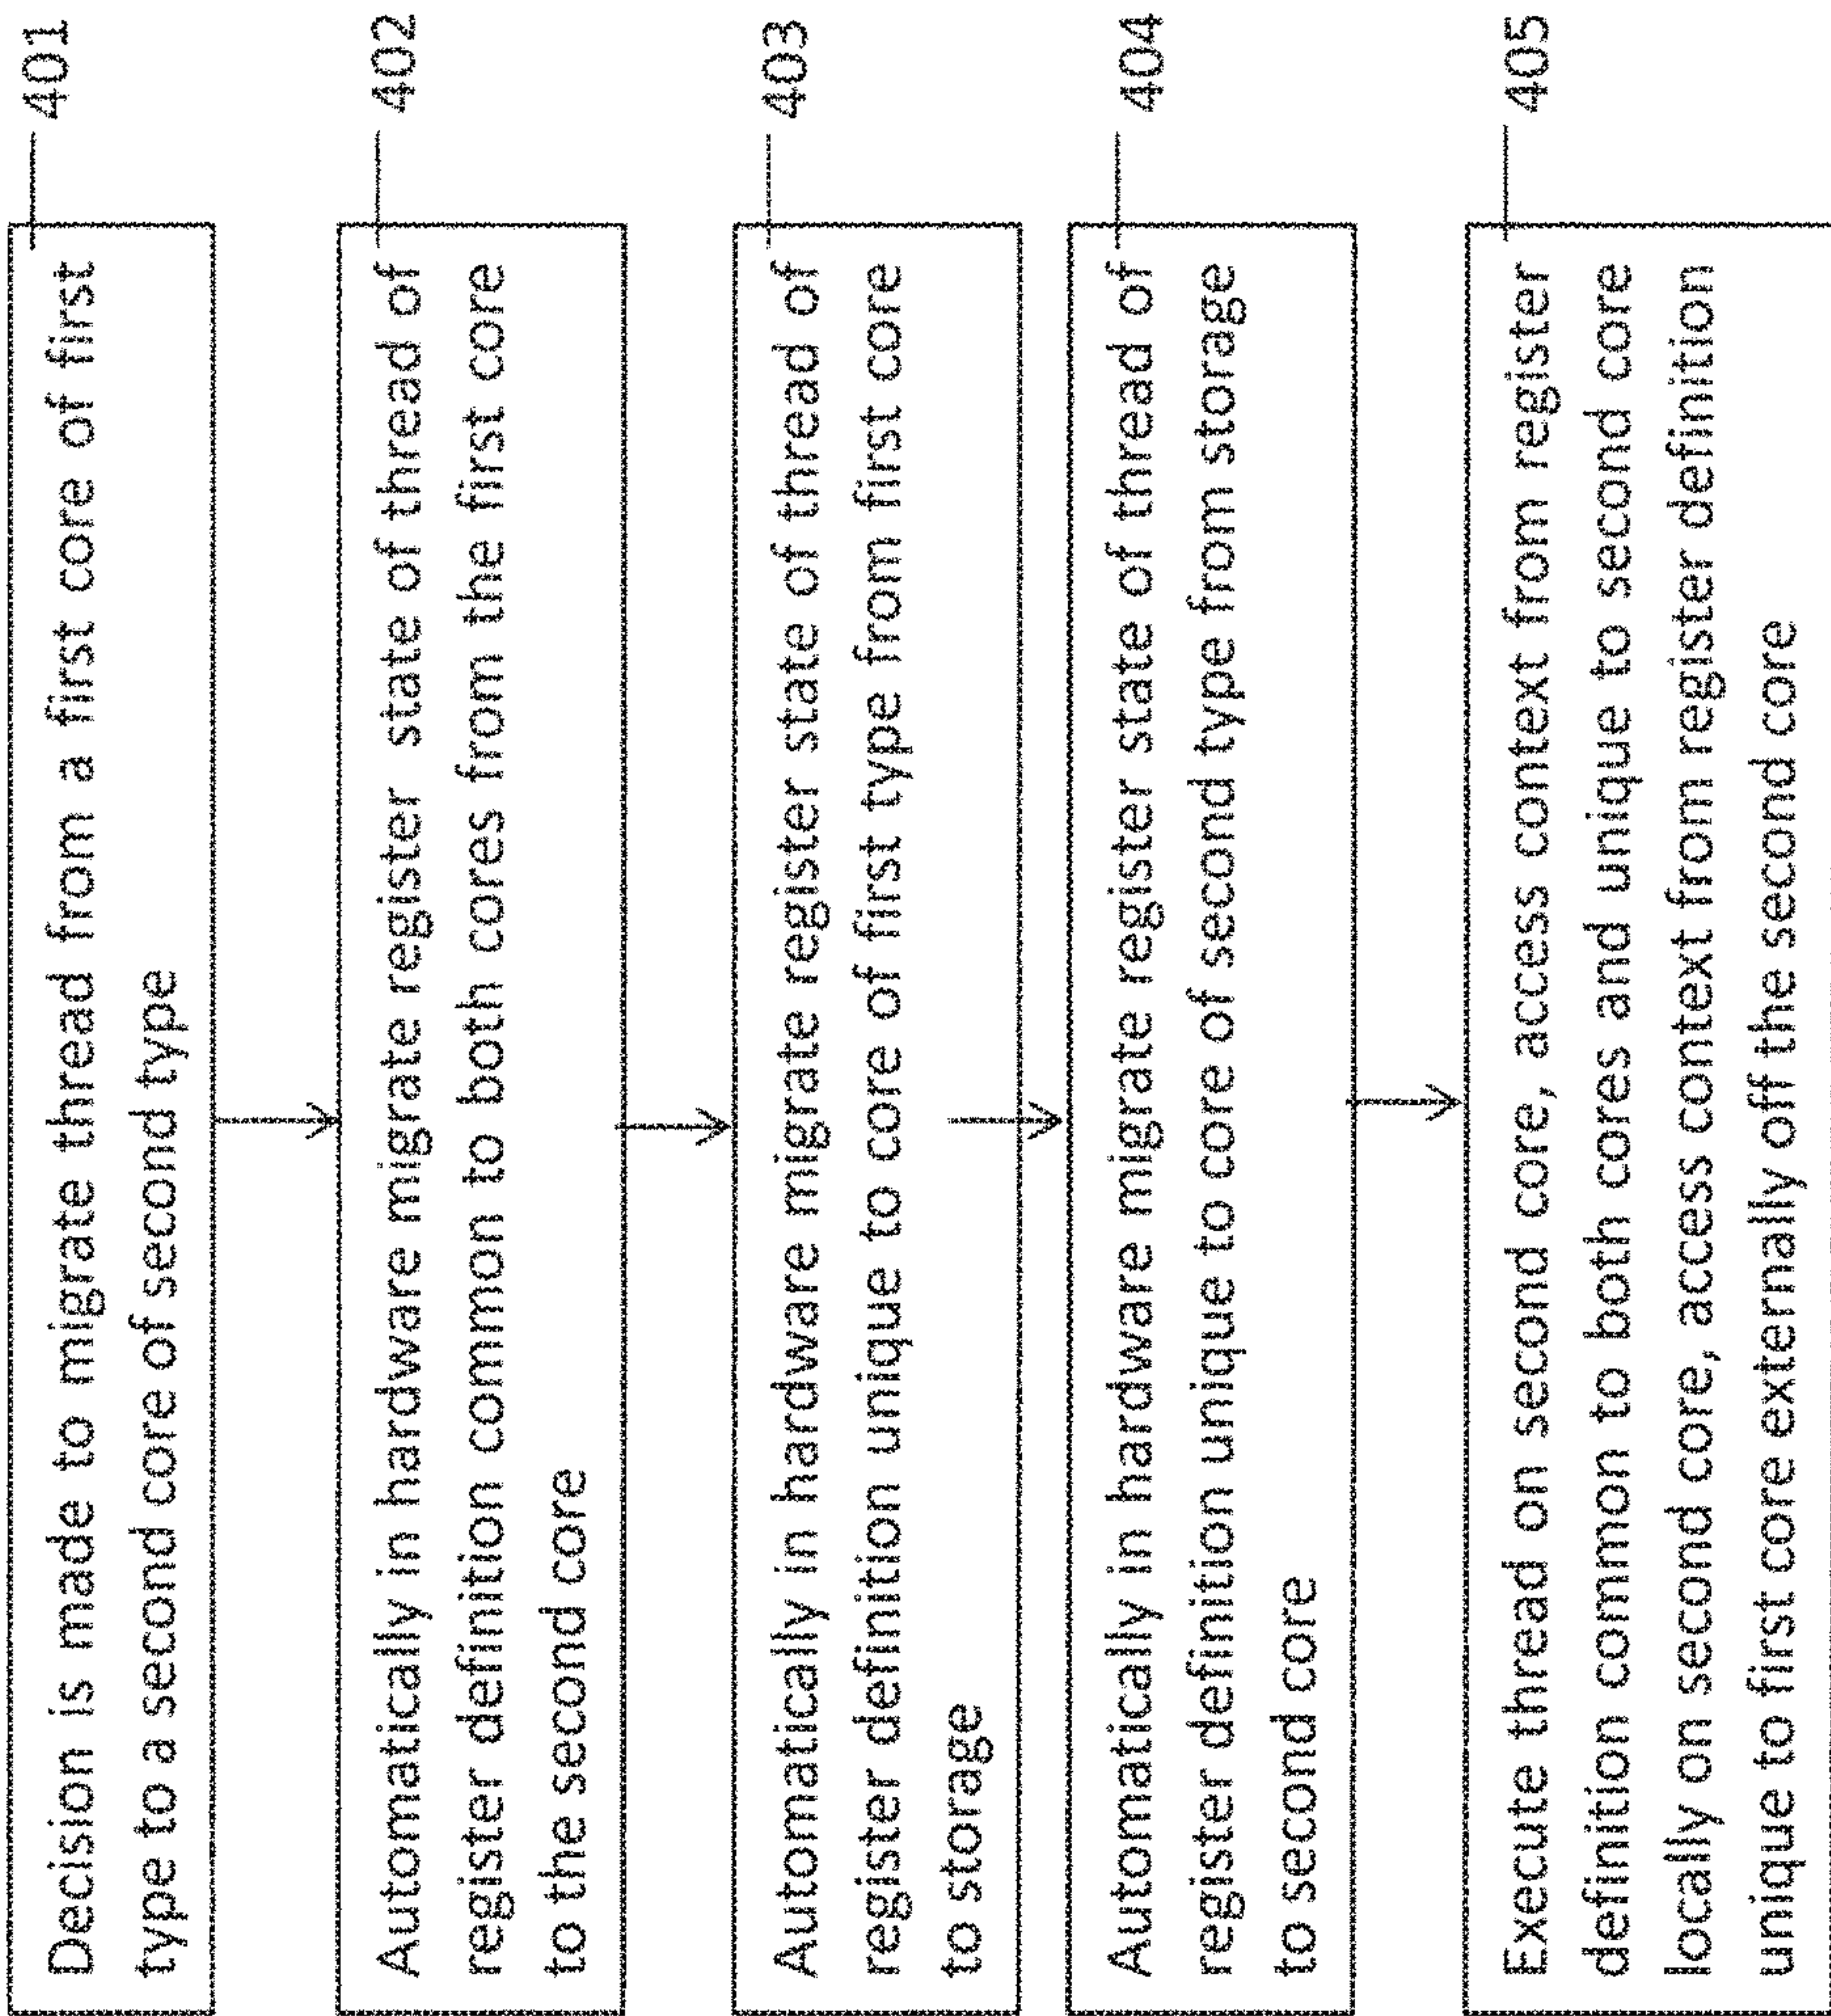 Decision is made to migrate thread from a first core of first
type to a second core of second type
401
Automatically in hardware migrate register state of thread of
register definition common to both cores from the first core
to the second core
402
Automatically in hardware migrate register state of thread of
register definition unique to core of first type from first core
to storage
403
Automatically in hardware migrate register state of thread of
register definition unique to core of second type from storage
to second core
404
Execute thread on second core, access context from register
definition common to both cores and unique to second core
locally on second core, access context from register definition
unique to first core externally off the second core
405